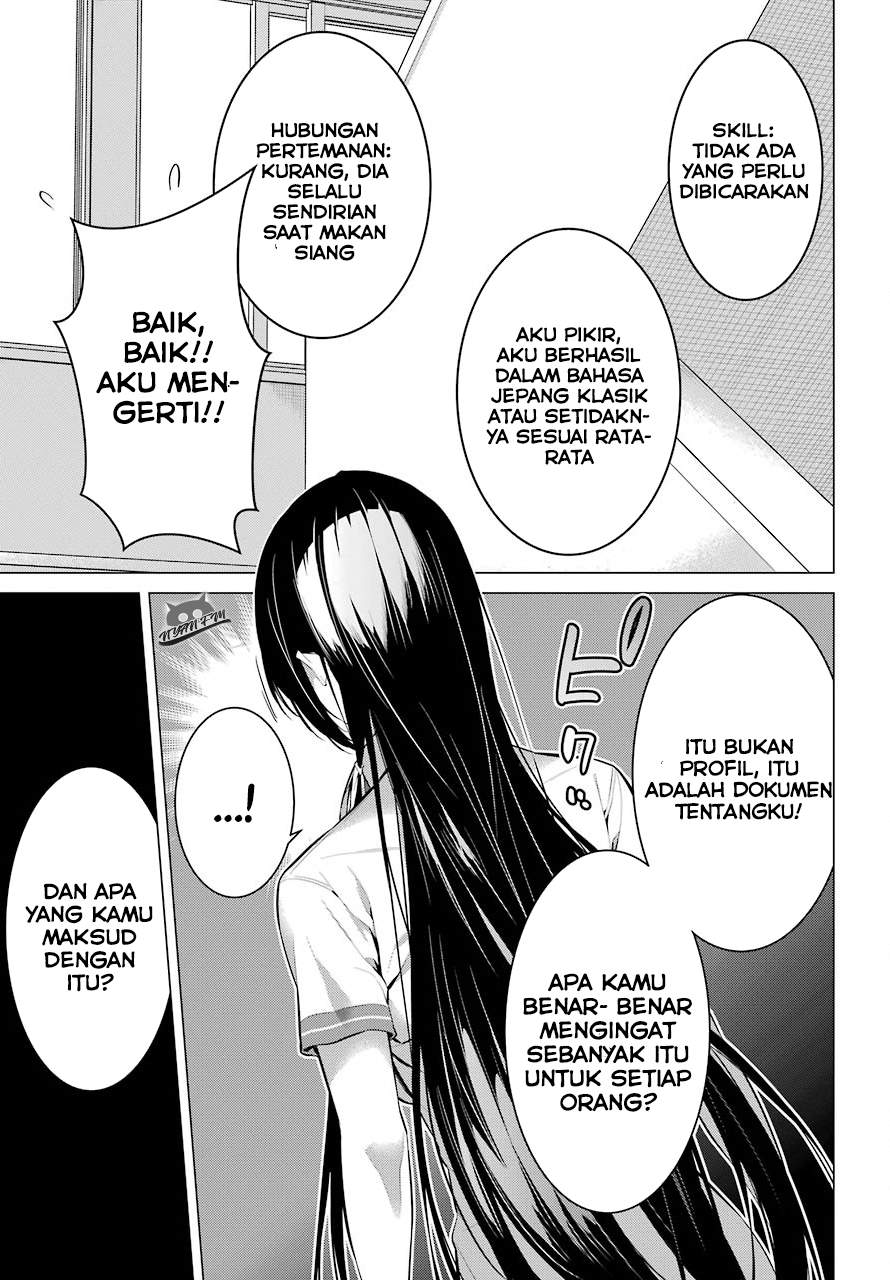 SKILL:
TIDAK ADA
YANG PERLU
DIBICARAKAN
AKU PIKIR,
AKU BERHASIL
DALAM BAHASA
JEPANG KLASIK
ATAU SETIDAKN-
YA SESUAI RATA-
RATA
HUBUNGAN
PERTEMANAN:
KURANG, DIA
SELALU
SENDIRIAN
SAAT MAKAN
SIANG
BAIK,
BAIK!!
AKU MEN-
GERTI!!
ITU BUKAN
PROFIL, ITU
ADALAH DOKUMEN
TENTANGKU!
APA KAMU
BENAR- BENAR
MENGINGAT
SEBANYAK ITU
UNTUK SETIAP
ORANG?
ピクッ
....!
NYAN FM
DAN APA
YANG KAMU
MAKSUD
DENGAN
ITU?